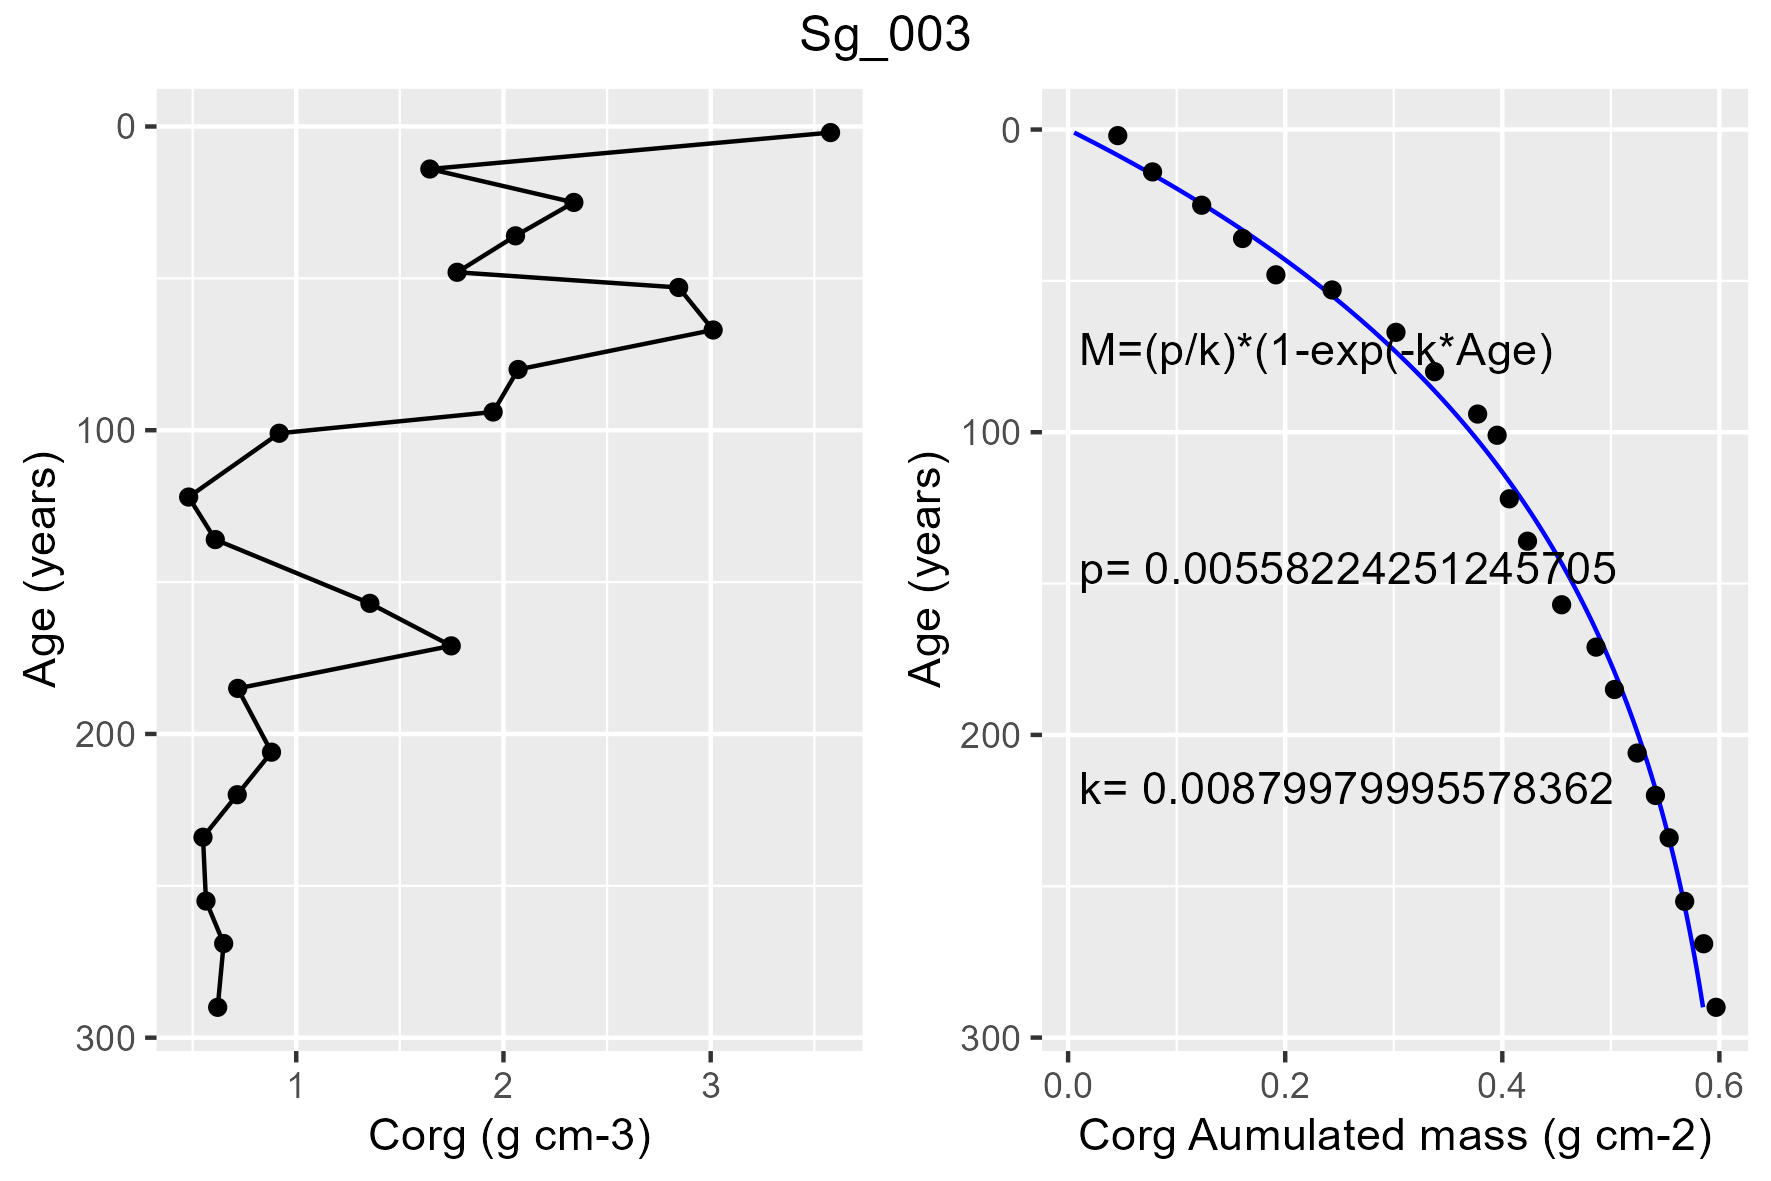 Sg_003
0
100
200
300
Age (years)
1 2 3
Corg (g cm-3)
0
100
200
300
Age (years)
M=(p/k)*(1-exp(-k*Age)
p= 0.00558224251245705
k= 0.00879979995578362
0.0 0.2 0.4 0.6
Corg Aumulated mass (g cm-2)